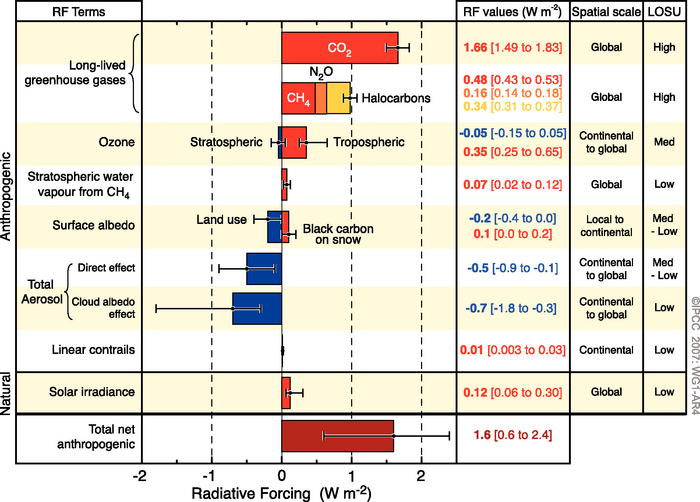 RF Terms
RF values (W m-2)
Spatial scale
LOSU
Anthropogenic
Long-lived
greenhouse gases
CO2
1.66 [1.49 to 1.83]
Global
High
N2O
CH4
Halocarbons
0.48 [0.43 to 0.53]
0.16 [0.14 to 0.18]
0.34 [0.31 to 0.37]
Global
High
Ozone
Stratospheric
Tropospheric
-0.05 [-0.15 to 0.05]
0.35 [0.25 to 0.65]
Continental
to global
Med
Stratospheric water
vapour from CH4
0.07 [0.02 to 0.12]
Global
Low
Surface albedo
Land use
Black carbon
on snow
-0.2 [-0.4 to 0.0]
0.1 [0.0 to 0.2]
Local to
continental
Med
- Low
Total
Aerosol
Direct effect
-0.5 [-0.9 to -0.1]
Continental
to global
Med
- Low
Cloud albedo
effect
-0.7 [-1.8 to -0.3]
Continental
to global
Low
Linear contrails
0.01 [0.003 to 0.03]
Continental
Low
Natural
Solar irradiance
0.12 [0.06 to 0.30]
Global
Low
Total net
anthropogenic
1.6 [0.6 to 2.4]
-2 -1 0 1 2
Radiative Forcing (W m-2)
©IPCC 2007: WG1-AR4